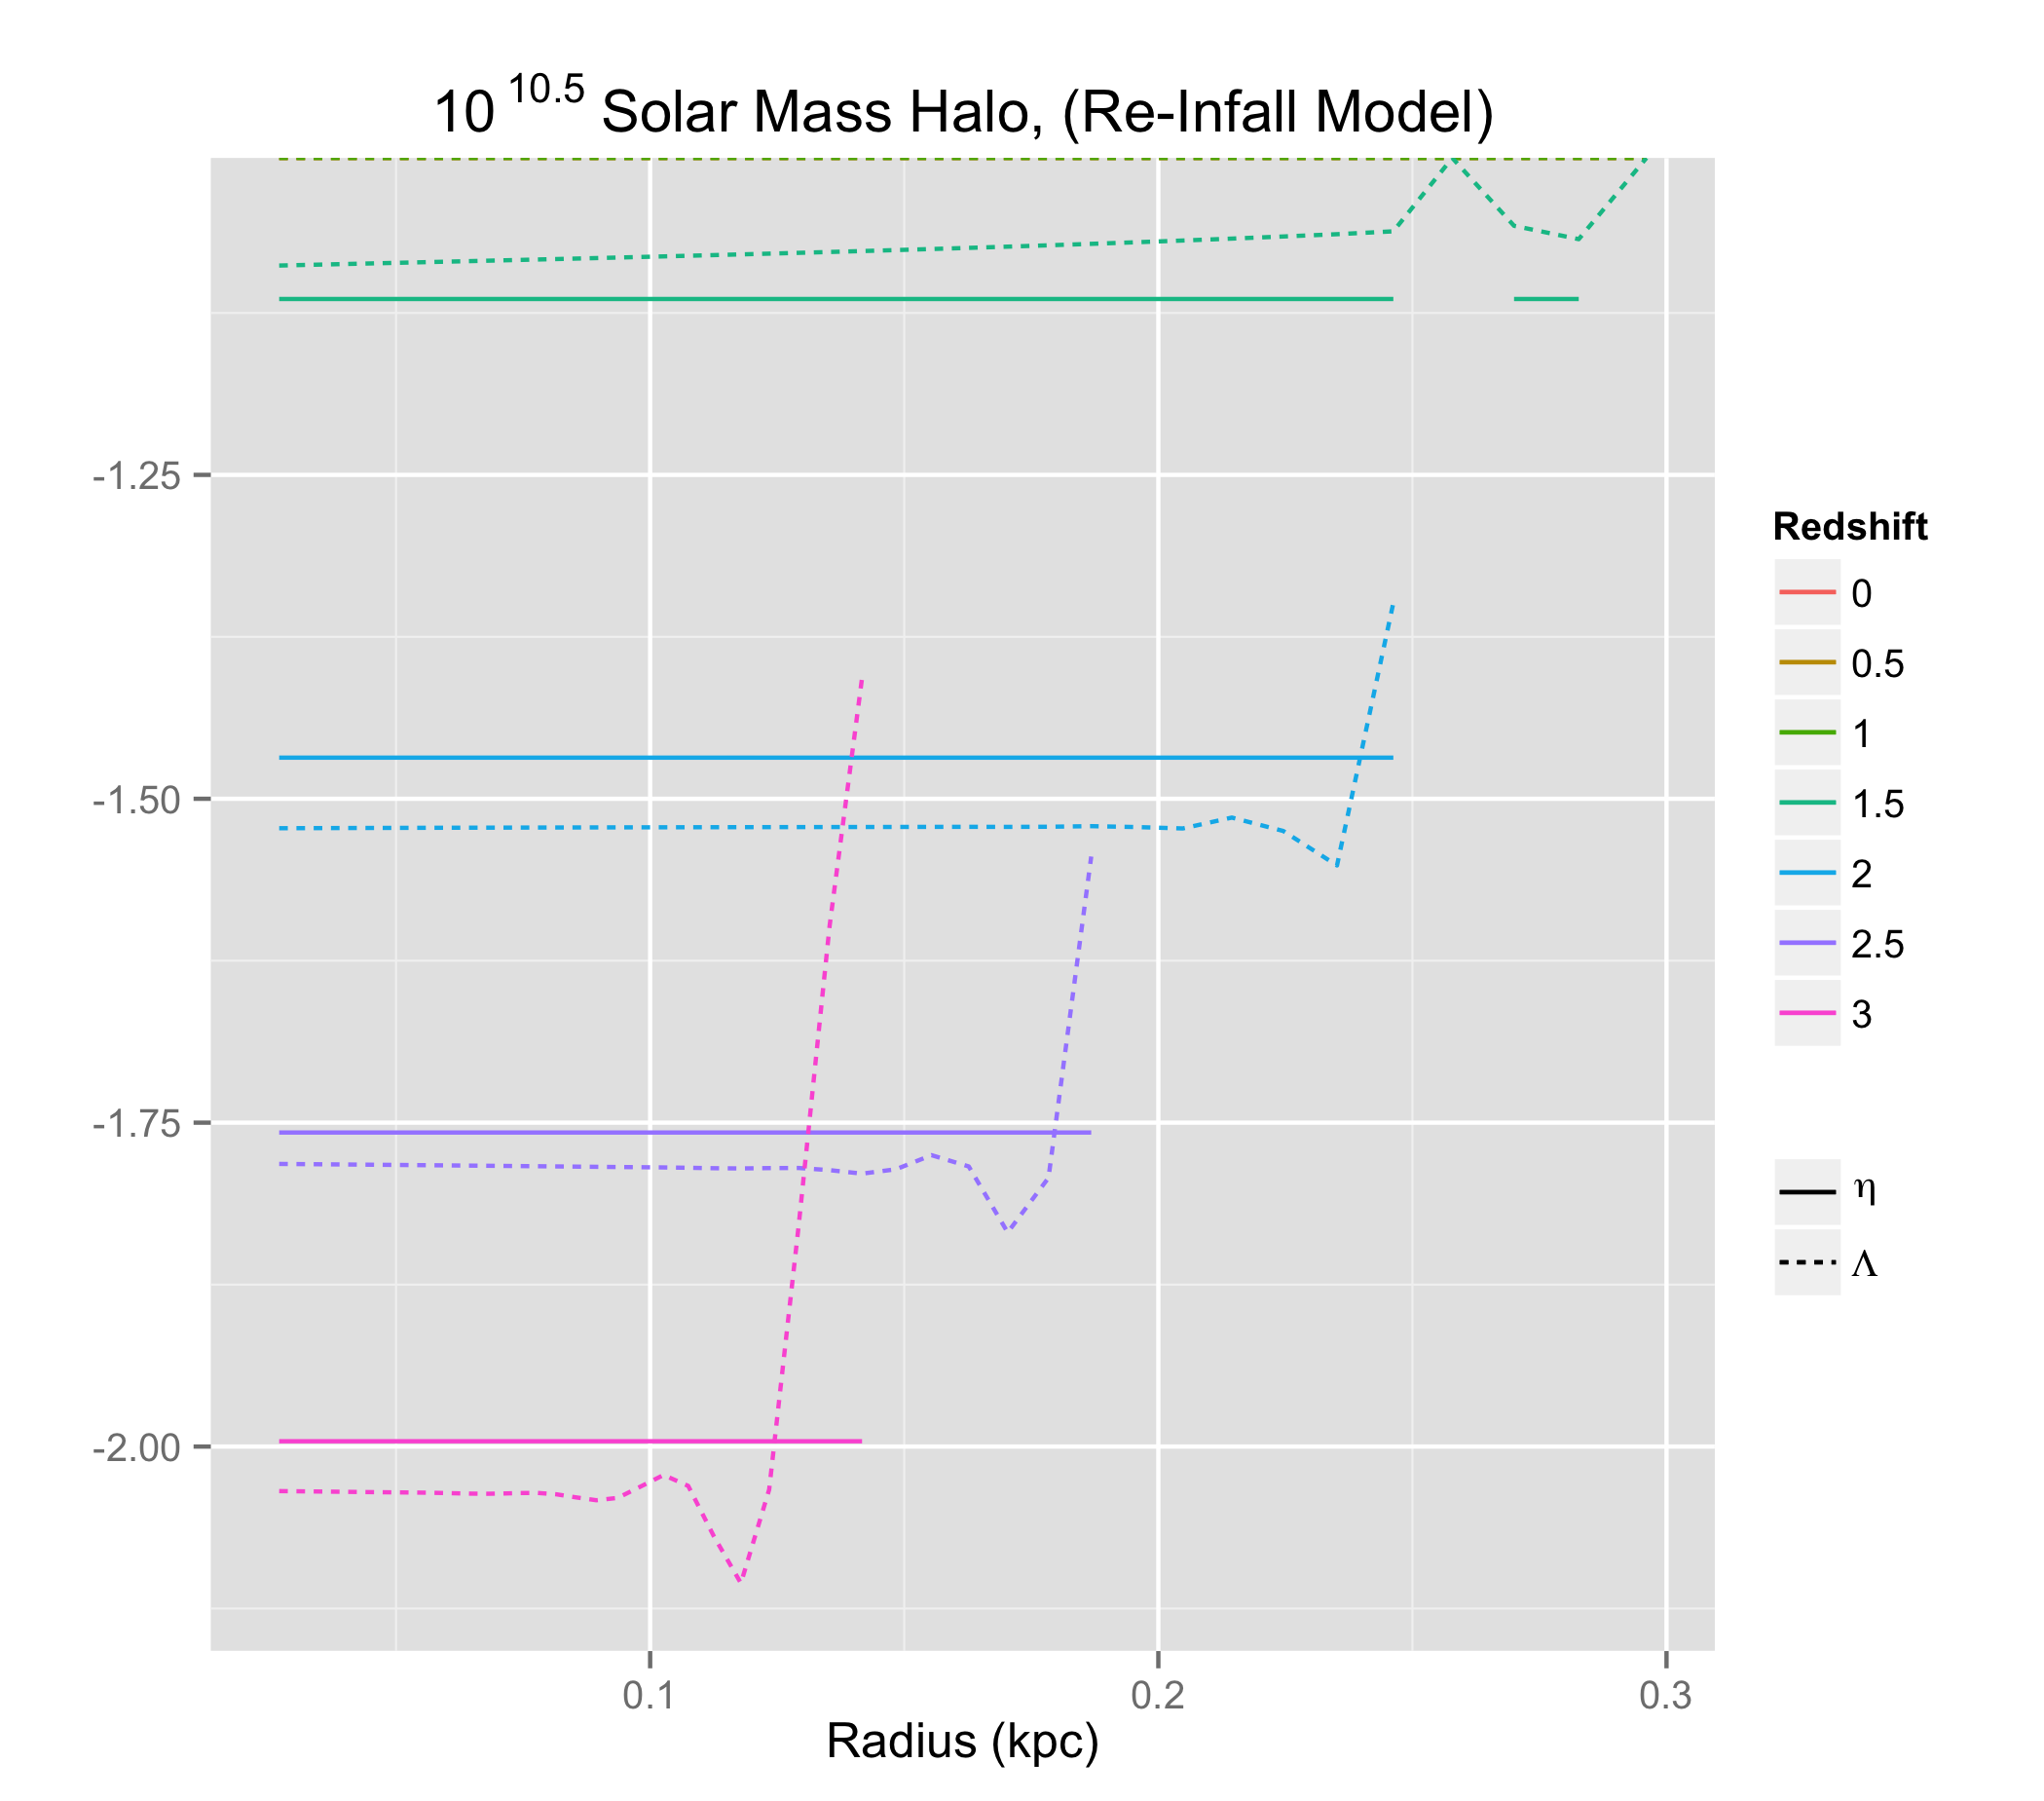 10 10.5 Solar Mass Halo, (Re-Infall Model)
-1.25
-1.50
-1.75
-2.00
0.1 0.2 0.3
Radius (kpc)
Redshift
0
0.5
1
1.5
2
2.5
3
η
Λ